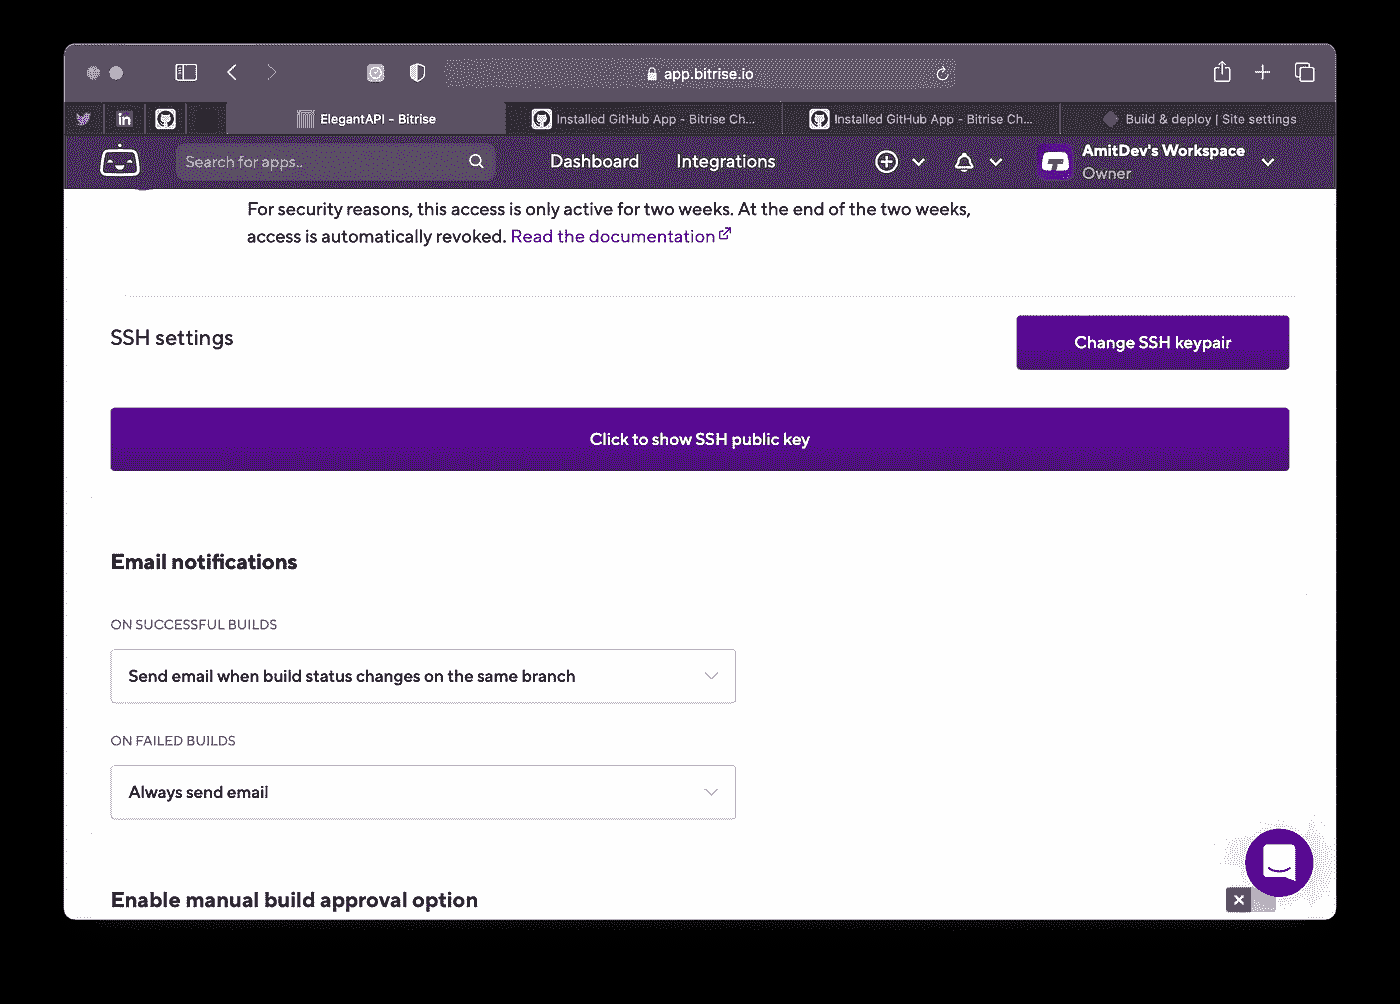 app.bitrise.io
in
ElegantAPI – Bitrise
Installed GitHub App - Bitrise Ch...
Installed GitHub App - Bitrise Ch...
Build & deploy | Site settings
Search for apps..
Dashboard
Integrations
AmitDev's Workspace
Owner
For security reasons, this access is only active for two weeks. At the end of the two weeks,
access is automatically revoked. Read the documentation
SSH settings
Change SSH keypair
Click to show SSH public key
Email notifications
ON SUCCESSFUL BUILDS
Send email when build status changes on the same branch
ON FAILED BUILDS
Always send email
Enable manual build approval option